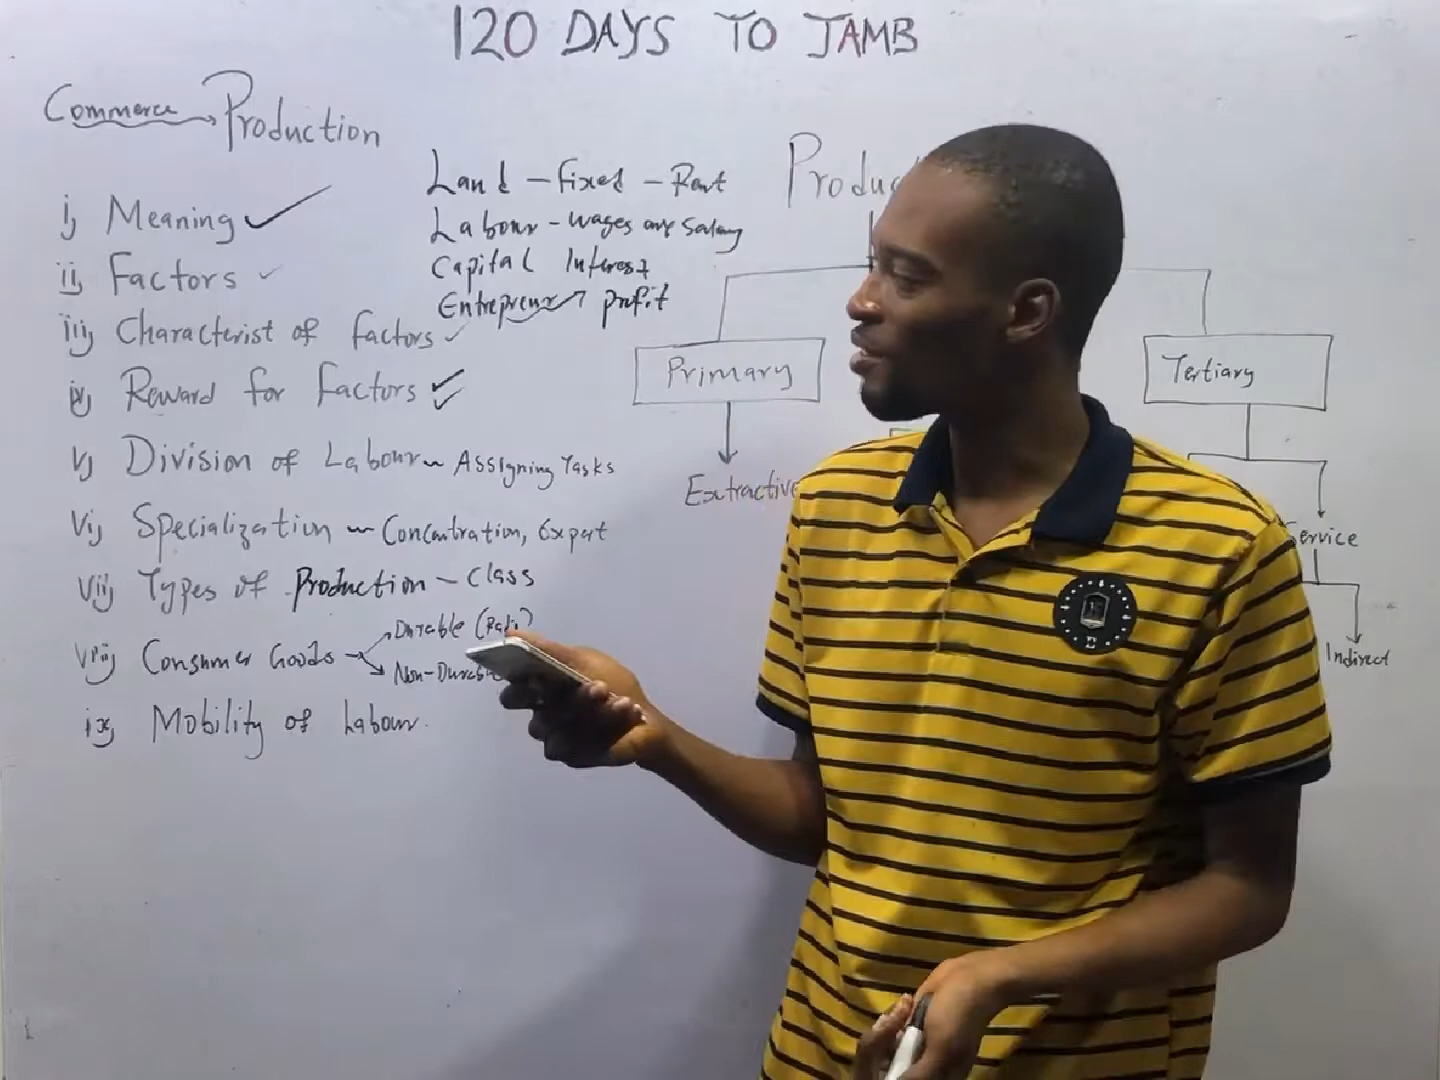 120 DAYS TO JAMB
Commerce → Production
i, Meaning ✓
ii, Factors ✓
iii, Characterist of factors ✓
iv, Reward for factors
v, Division of Labour ~ Assigning Tasks
vi, Specialization ~ Concentration, Expert
vii, Types of Production - Class
viii, Consumer Goods → Durable
Non-Durable
ix, Mobility of Labour.
Land - fixed - Rent
Labour - wages and Salary
Capital Interest
Entrepreneur → profit
Produc
Primary
Extractive
Tertiary
Service
Indirect